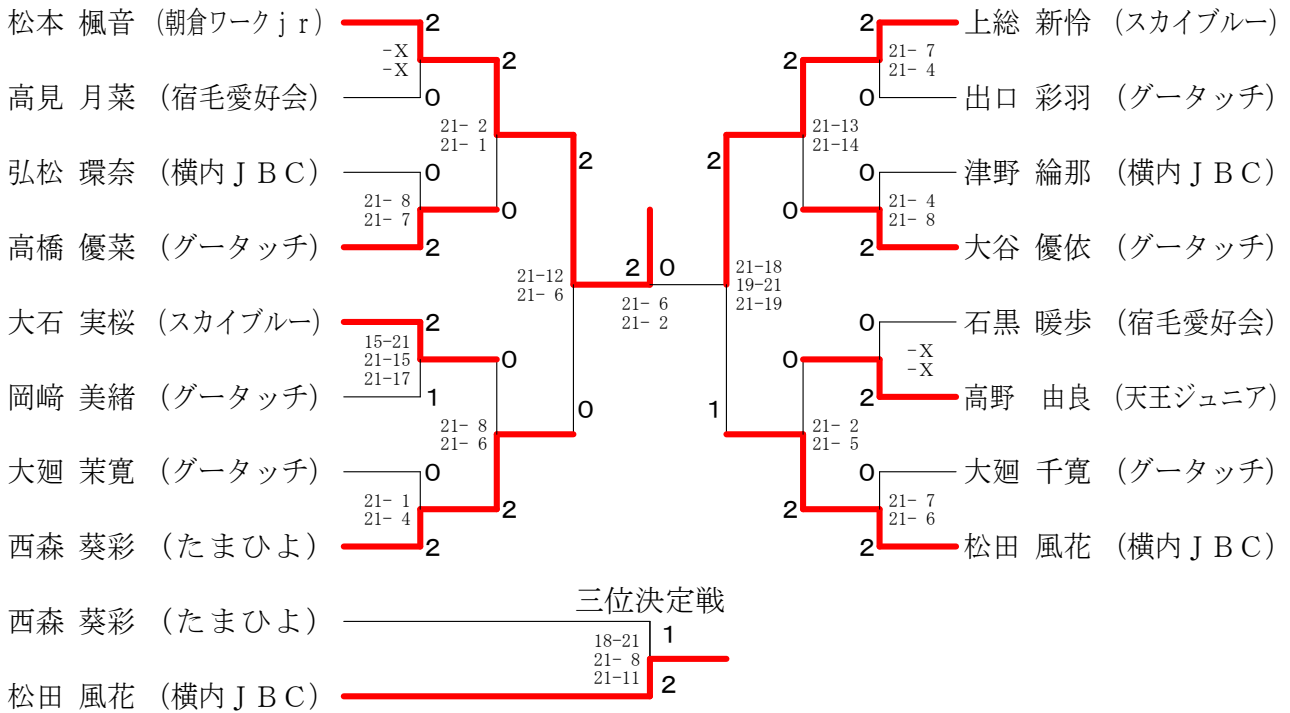 松本 楓音 (朝倉ワークｊｒ) 2 2 上総 新怜 (スカイブルー)
-X 21- 7
-X 2 2 21- 4
高見 月菜 (宿毛愛好会) 0 0 出口 彩羽 (グータッチ)
21- 2 21-13
21- 1 2 2 21-14
弘松 環奈 (横内ＪＢＣ) 0 0 津野 綸那 (横内ＪＢＣ)
21- 8 21- 4
21- 7 0 0 21- 8
高橋 優菜 (グータッチ) 2 2 大谷 優依 (グータッチ)
21-12 2 0 21-18
21- 6 21- 6 19-21
21- 2 21-19
大石 実桜 (スカイブルー) 2 0 石黒 暖歩 (宿毛愛好会)
15-21 -X
21-15 0 0 -X
21-17
岡﨑 美緒 (グータッチ) 1 0 1 2 高野 由良 (天王ジュニア)
21- 8 21- 2
21- 6 21- 5
大廻 茉寛 (グータッチ) 0 0 大廻 千寛 (グータッチ)
21- 1 21- 7
21- 4 2 2 21- 6
西森 葵彩 (たまひよ) 2 2 松田 風花 (横内ＪＢＣ)
三位決定戦
西森 葵彩 (たまひよ) 1
18-21
21- 8
21-11
松田 風花 (横内ＪＢＣ) 2